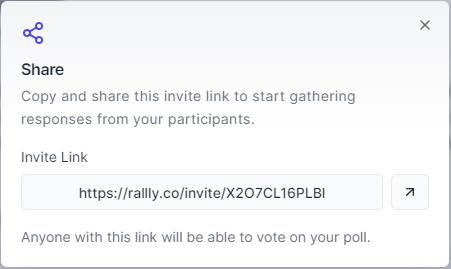 Share
Copy and share this invite link to start gathering
responses from your participants.
Invite Link
https://rallly.co/invite/X2O7CL16PLBI
Anyone with this link will be able to vote on your poll.